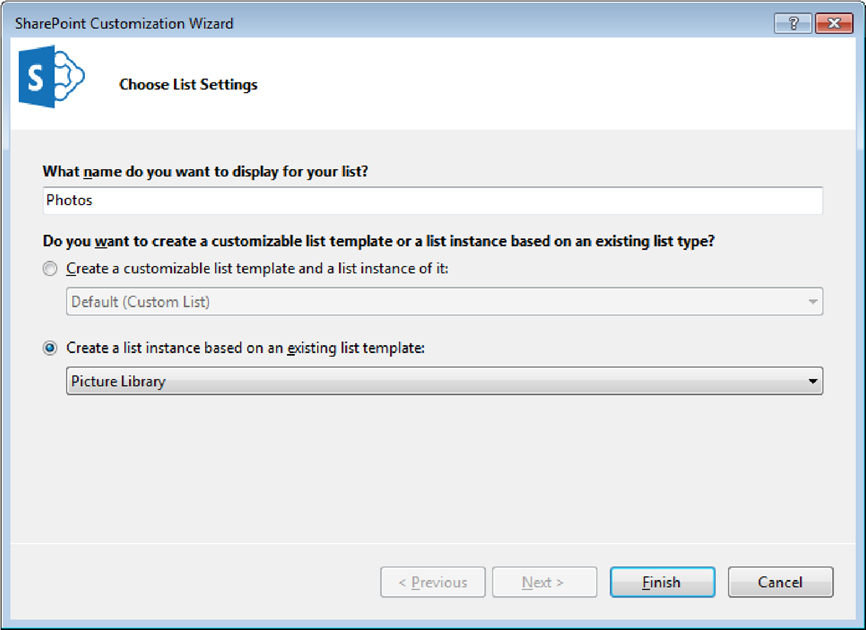 SharePoint Customization Wizard
?
S
Choose List Settings
What name do you want to display for your list?
Photos
Do you want to create a customizable list template or a list instance based on an existing list type?
Create a customizable list template and a list instance of it:
Default (Custom List)
Create a list instance based on an existing list template:
Picture Library
< Previous
Next >
Finish
Cancel